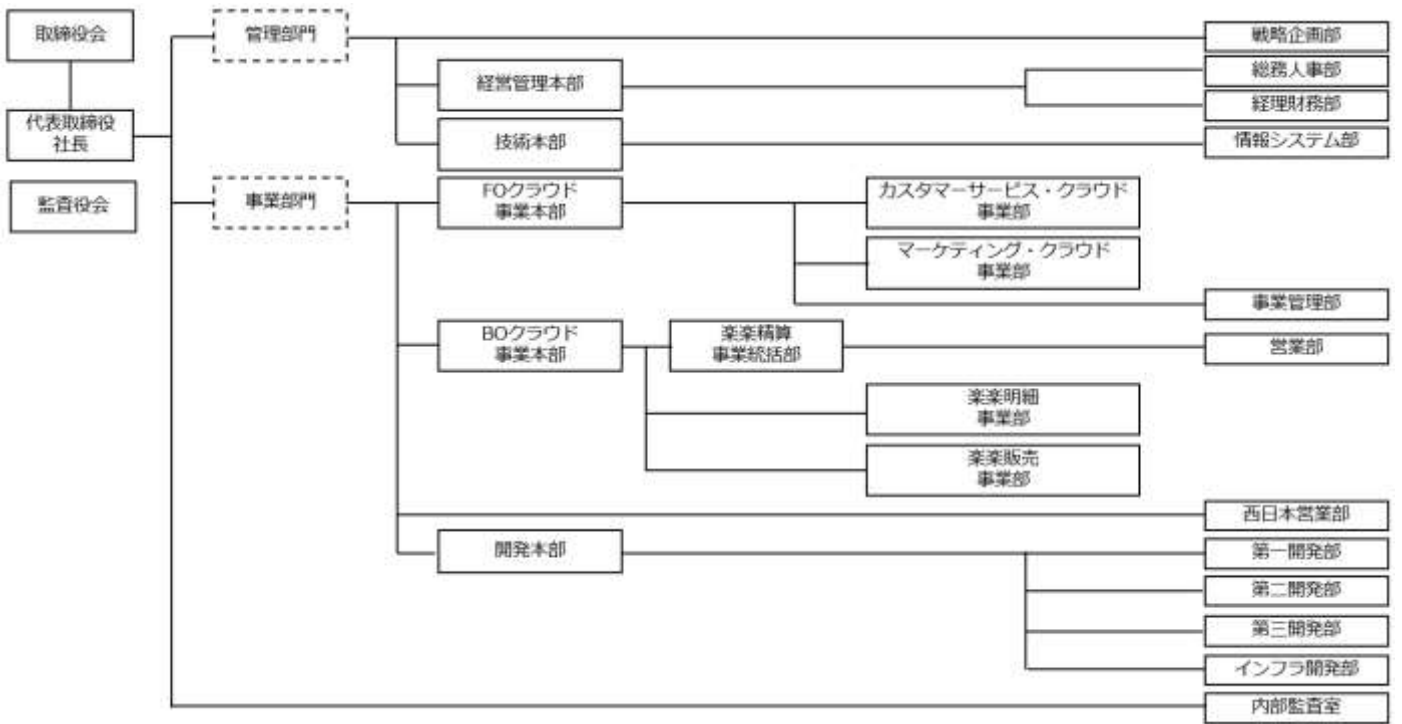 取締役会
管理部門
戦略企画部
経営管理本部
総務人事部
経理財務部
代表取締役
社長
技術本部
情報システム部
監査役会
事業部門
FOクラウド
事業本部
カスタマーサービス・クラウド
事業部
マーケティング・クラウド
事業部
事業管理部
BOクラウド
事業本部
楽楽精算
事業統括部
営業部
楽楽明細
事業部
楽楽販売
事業部
西日本営業部
開発本部
第一開発部
第二開発部
第三開発部
インフラ開発部
内部監査室